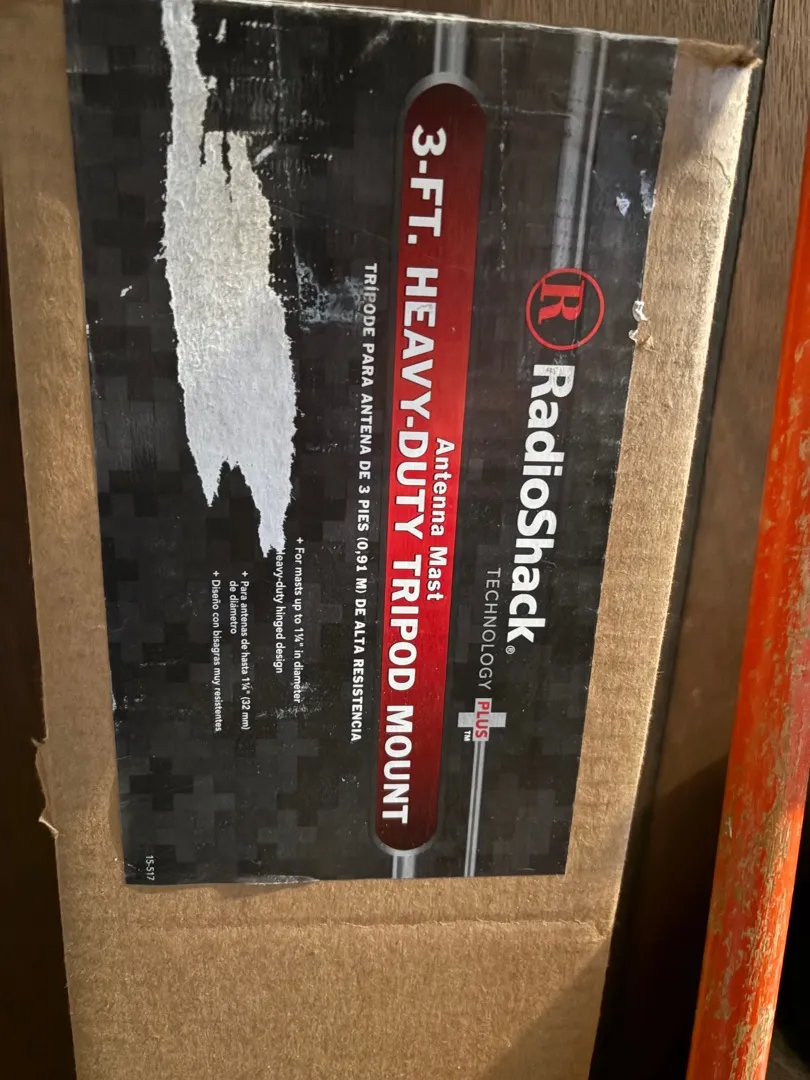 R RadioShack®
TECHNOLOGY PLUS™
Antenna Mast
3-FT. HEAVY-DUTY TRIPOD MOUNT
TRÍPODE PARA ANTENA DE 3 PIES (0,91 M) DE ALTA RESISTENCIA
+ For masts up to 1¼" in diameter
Heavy-duty hinged design
+ Para antenas de hasta 1¼" (32 mm)
de diámetro
+ Diseño con bisagras muy resistentes
15-517